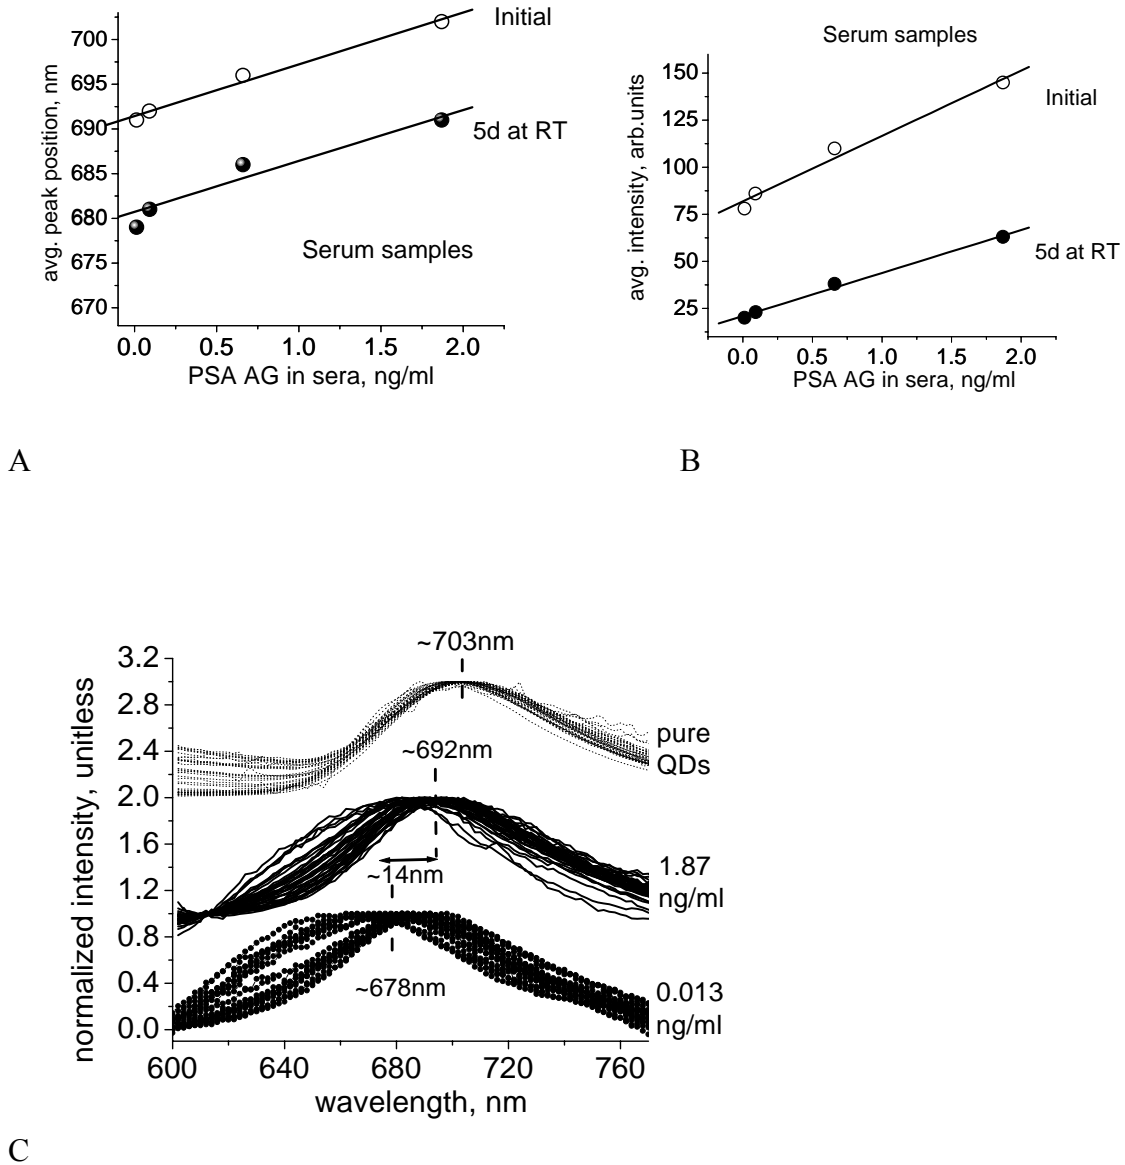 Initial
700
695
690
685
680
675
670
5d at RT
Serum samples
avg. peak position, nm
0.0 0.5 1.0 1.5 2.0
PSA AG in sera, ng/ml
A
Serum samples
150
125
100
75
50
25
Initial
5d at RT
avg. intensity, arb.units
0.0 0.5 1.0 1.5 2.0
PSA AG in sera, ng/ml
B
~703nm
3.2
2.8
2.4
2.0
1.6
1.2
0.8
0.4
0.0
normalized intensity, unitless
pure
QDs
~692nm
~14nm
1.87
ng/ml
~678nm
0.013
ng/ml
600 640 680 720 760
wavelength, nm
C